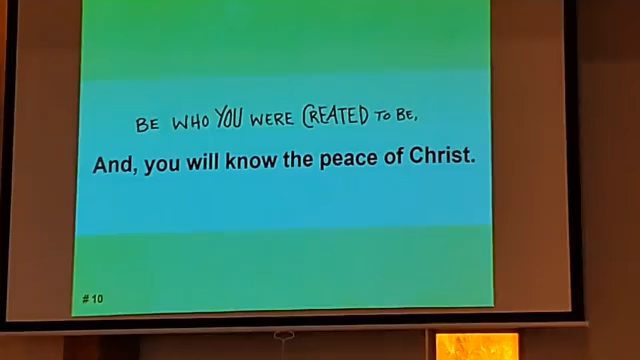 BE WHO YOU WERE CREATED TO BE,
And, you will know the peace of Christ.
# 10